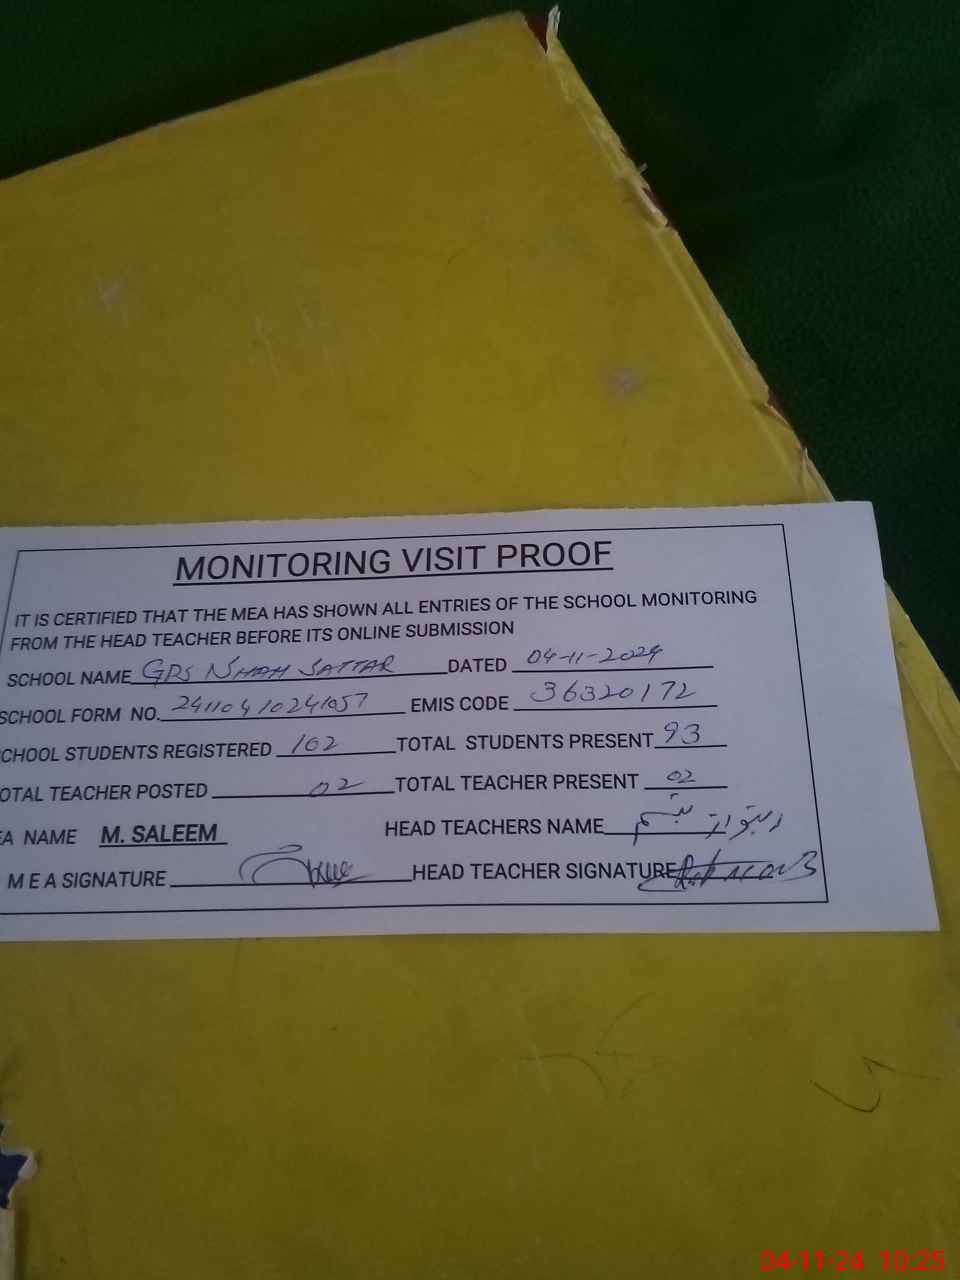 MONITORING VISIT PROOF
IT IS CERTIFIED THAT THE MEA HAS SHOWN ALL ENTRIES OF THE SCHOOL MONITORING
FROM THE HEAD TEACHER BEFORE ITS ONLINE SUBMISSION
SCHOOL NAME GPS N SHAH SATTAR DATED 04-11-2024
SCHOOL FORM NO. EMIS CODE 36320172
CHOOL STUDENTS REGISTERED 102 TOTAL STUDENTS PRESENT 93
OTAL TEACHER POSTED 02 TOTAL TEACHER PRESENT 02
EA NAME M. SALEEM HEAD TEACHERS NAME
M E A SIGNATURE HEAD TEACHER SIGNATURE
04-11-24 10:25